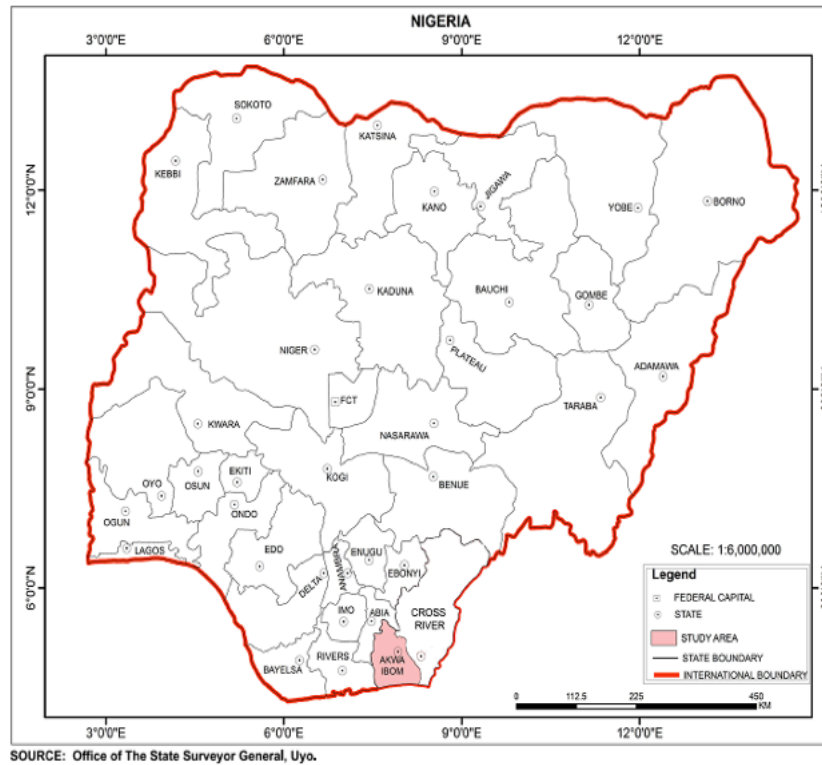 NIGERIA
3°0'0"E 6°0'0"E 9°0'0"E 12°0'0"E
SOKOTO
KATSINA
KEBBI
ZAMFARA
KANO
JIGAWA
YOBE
BORNO
12°0'0"N
KADUNA
BAUCHI
GOMBE
NIGER
PLATEAU
ADAMAWA
9°0'0"N
FCT
TARABA
KWARA
NASARAWA
OYO
OSUN
EKITI
KOGI
BENUE
OGUN
ONDO
LAGOS
EDO
DELTA
ANAMBRA
ENUGU
EBONYI
SCALE: 1:6,000,000
6°0'0"N
IMO
ABIA
CROSS
RIVER
BAYELSA
RIVERS
AKWA
IBOM
Legend
FEDERAL CAPITAL
STATE
STUDY AREA
STATE BOUNDARY
INTERNATIONAL BOUNDARY
0 112.5 225 450
KM
3°0'0"E 6°0'0"E 9°0'0"E 12°0'0"E
SOURCE: Office of The State Surveyor General, Uyo.